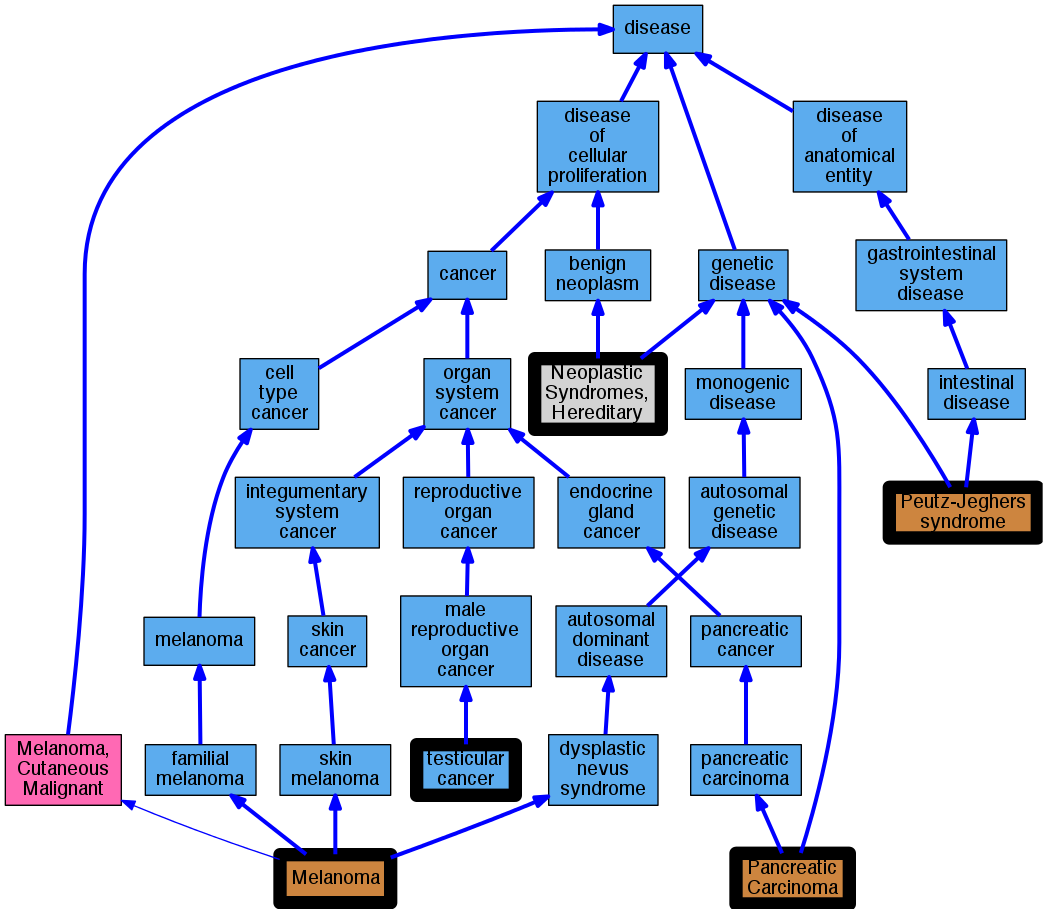 disease
disease
of
cellular
proliferation
disease
of
anatomical
entity
cancer
benign
neoplasm
genetic
disease
gastrointestinal
system
disease
cell
type
cancer
organ
system
cancer
Neoplastic
Syndromes,
Hereditary
monogenic
disease
intestinal
disease
integumentary
system
cancer
reproductive
organ
cancer
endocrine
gland
cancer
autosomal
genetic
disease
Peutz-Jeghers
syndrome
melanoma
skin
cancer
male
reproductive
organ
cancer
autosomal
dominant
disease
pancreatic
cancer
Melanoma,
Cutaneous
Malignant
familial
melanoma
skin
melanoma
testicular
cancer
dysplastic
nevus
syndrome
pancreatic
carcinoma
Melanoma
Pancreatic
Carcinoma